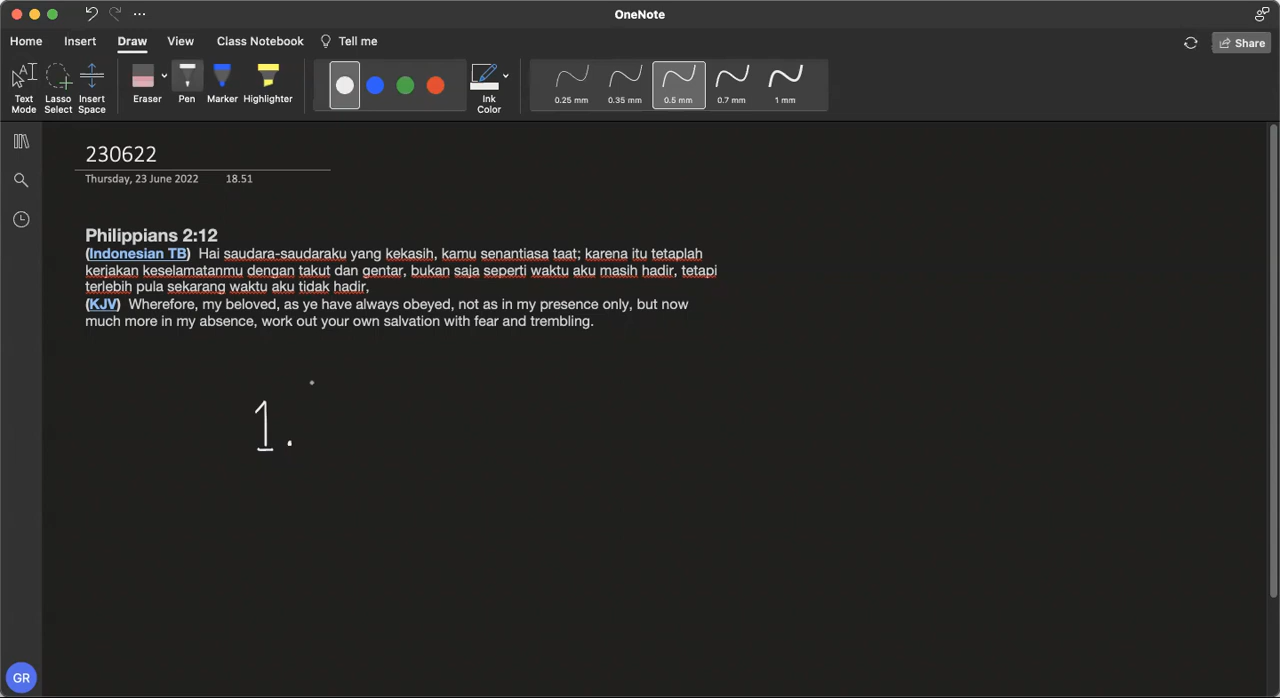 OneNote
Home Insert Draw View Class Notebook Tell me
Share
Text Mode
Lasso Select
Insert Space
Eraser
Pen
Marker
Highlighter
Ink Color
0.25 mm
0.35 mm
0.5 mm
0.7 mm
1 mm
230622
Thursday, 23 June 2022 18.51
Philippians 2:12
(Indonesian TB) Hai saudara-saudaraku yang kekasih, kamu senantiasa taat; karena itu tetaplah
kerjakan keselamatanmu dengan takut dan gentar, bukan saja seperti waktu aku masih hadir, tetapi
terlebih pula sekarang waktu aku tidak hadir,
(KJV) Wherefore, my beloved, as ye have always obeyed, not as in my presence only, but now
much more in my absence, work out your own salvation with fear and trembling.
1.
GR